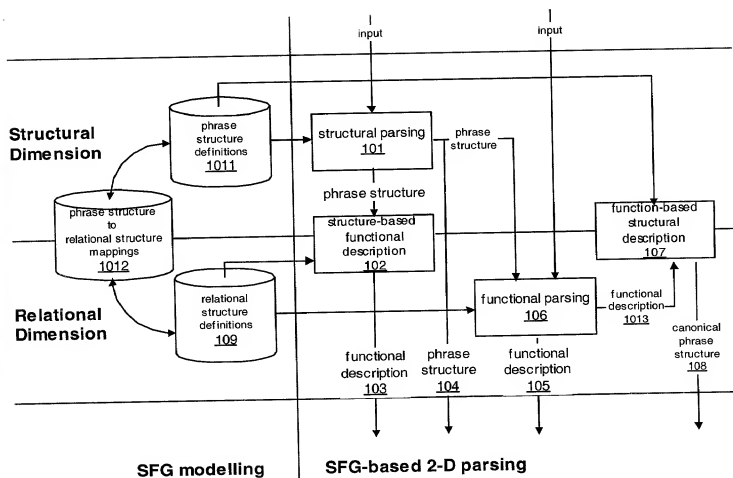 input
input
Structural
Dimension
phrase
structure
definitions
1011
structural parsing
101
phrase
structure
phrase structure
phrase structure
to
relational structure
mappings
1012
structure-based
functional
description
102
function-based
structural
description
107
Relational
Dimension
relational
structure
definitions
109
functional parsing
106
functional
description
1013
functional
description
103
phrase
structure
104
functional
description
105
canonical
phrase
structure
108
SFG modelling
SFG-based 2-D parsing